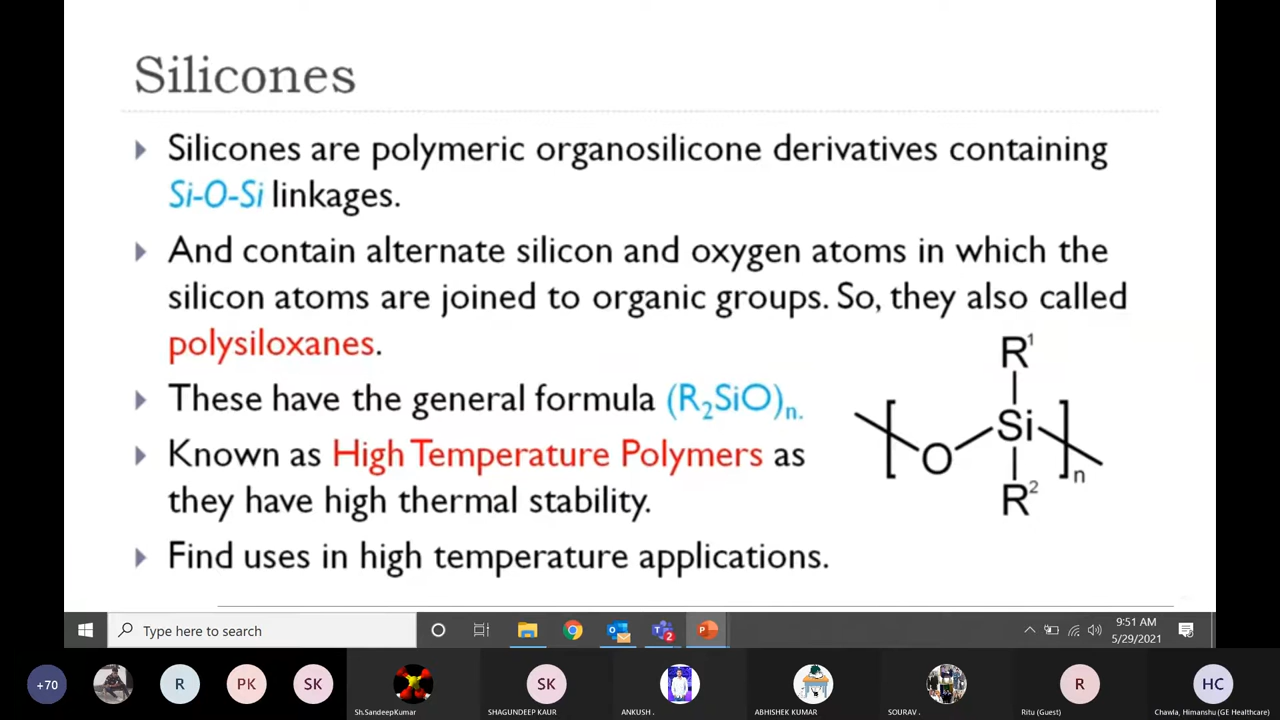 Silicones
Silicones are polymeric organosilicone derivatives containing
Si-O-Si linkages.
And contain alternate silicon and oxygen atoms in which the
silicon atoms are joined to organic groups. So, they also called
polysiloxanes.
These have the general formula (R₂SiO)n.
Known as High Temperature Polymers as
they have high thermal stability.
Find uses in high temperature applications.
R¹
Si
O
n
R²
Type here to search
9:51 AM
5/29/2021
2
P
2
+70
R
PK
SK
SK
R
HC
Sh.SandeepKumar
SHAGUNDEEP KAUR
ANKUSH .
ABHISHEK KUMAR
SOURAV .
Ritu (Guest)
Chawla, Himanshu (GE Healthcare)